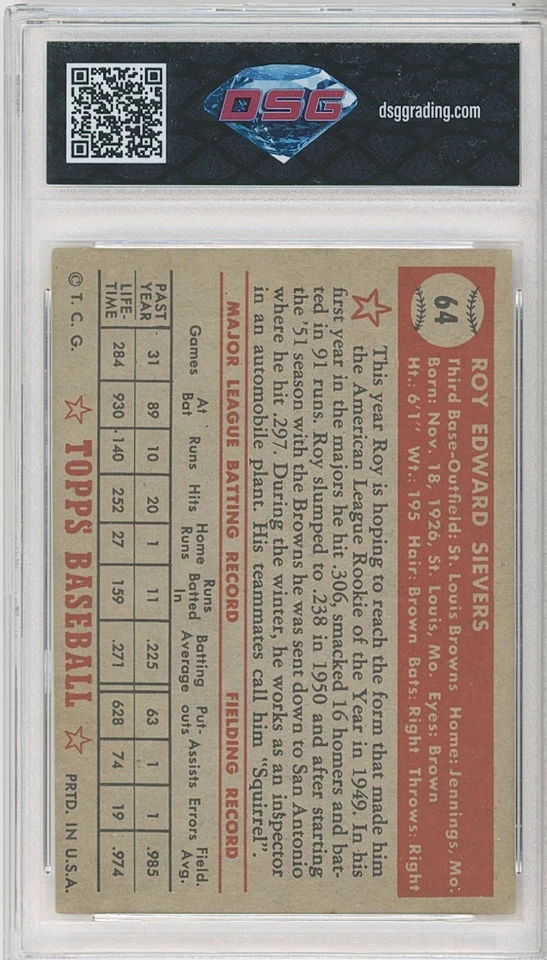 DSG
dsggrading.com
64
ROY EDWARD SIEVERS
Third Base-Outfield: St. Louis Browns Home: Jennings, Mo.
Born: Nov. 18, 1926, St. Louis, Mo. Eyes: Brown
Ht.: 6'1" Wt.: 195 Hair: Brown Bats: Right Throws: Right
This year Roy is hoping to reach the form that made him
the American League Rookie of the Year in 1949. In his
first year in the majors he hit .306, smacked 16 homers and bat-
ted in 91 runs. Roy slumped to .238 in 1950 and after starting
the '51 season with the Browns he was sent down to San Antonio
where he hit .297. During the winter, he works as an inspector
in an automobile plant. His teammates call him "Squirrel".
MAJOR LEAGUE BATTING RECORD FIELDING RECORD
Games At Bat Runs Hits Home Runs Runs Batted In Batting Average Put-outs Assists Errors Field. Avg.
PAST YEAR 31 89 10 20 1 11 .225 63 1 1 .985
LIFE-TIME 284 930 .140 252 27 159 .271 628 74 19 .974
© T. C. G. TOPPS BASEBALL PRTD. IN U.S.A.